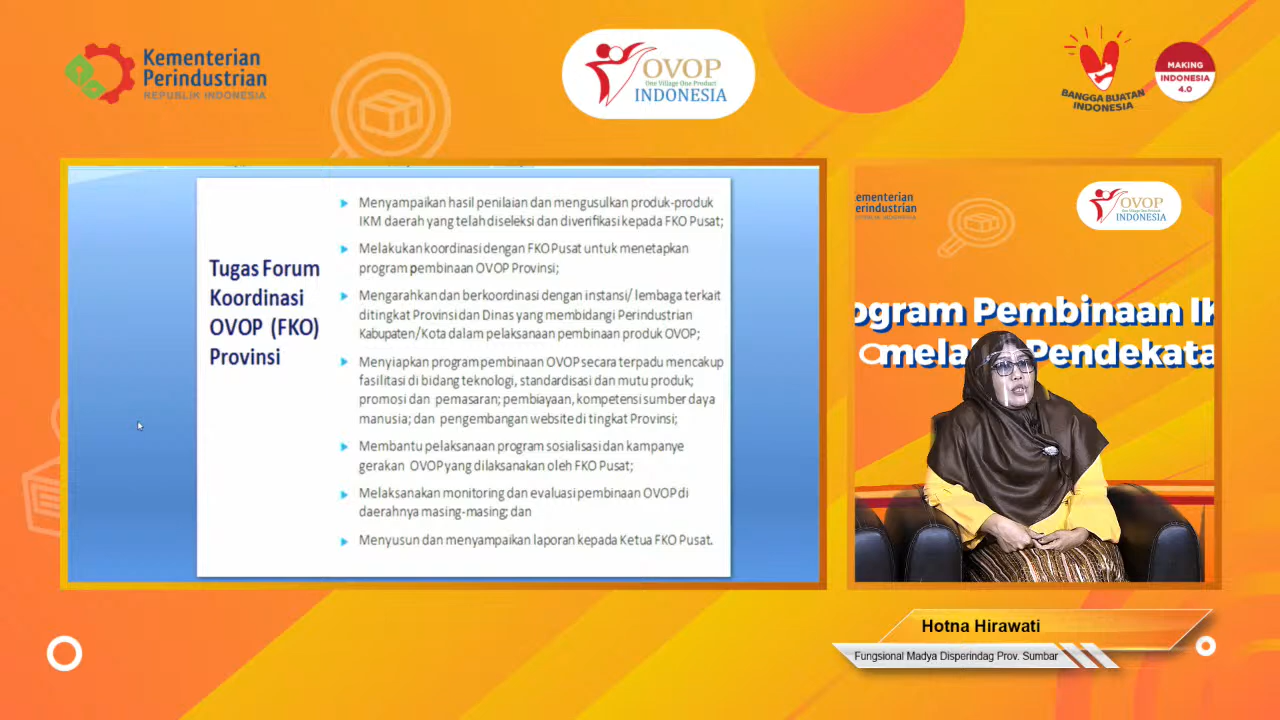 Kementerian
Perindustrian
REPUBLIK INDONESIA
OVOP
One Village One Product
INDONESIA
BANGGA BUATAN
INDONESIA
MAKING
INDONESIA
4.0
Tugas Forum
Koordinasi
OVOP (FKO)
Provinsi
Menyampaikan hasil penilaian dan mengusulkan produk-produk
IKM daerah yang telah diseleksi dan diverifikasi kepada FKO Pusat;
Melakukan koordinasi dengan FKO Pusat untuk menetapkan
program pembinaan OVOP Provinsi;
Mengarahkan dan berkoordinasi dengan instansi/ lembaga terkait
ditingkat Provinsi dan Dinas yang membidangi Perindustrian
Kabupaten/Kota dalam pelaksanaan pembinaan produk OVOP;
Menyiapkan program pembinaan OVOP secara terpadu mencakup
fasilitasi di bidang teknologi, standardisasi dan mutu produk;
promosi dan pemasaran; pembiayaan, kompetensi sumber daya
manusia; dan pengembangan website di tingkat Provinsi;
Membantu pelaksanaan program sosialisasi dan kampanye
gerakan OVOP yang dilaksanakan oleh FKO Pusat;
Melaksanakan monitoring dan evaluasi pembinaan OVOP di
daerahnya masing-masing; dan
Menyusun dan menyampaikan laporan kepada Ketua FKO Pusat.
ementerian
erindustrian
OVOP
INDONESIA
ogram Pembinaan IK
mela Pendekata
Hotna Hirawati
Fungsional Madya Disperindag Prov. Sumbar